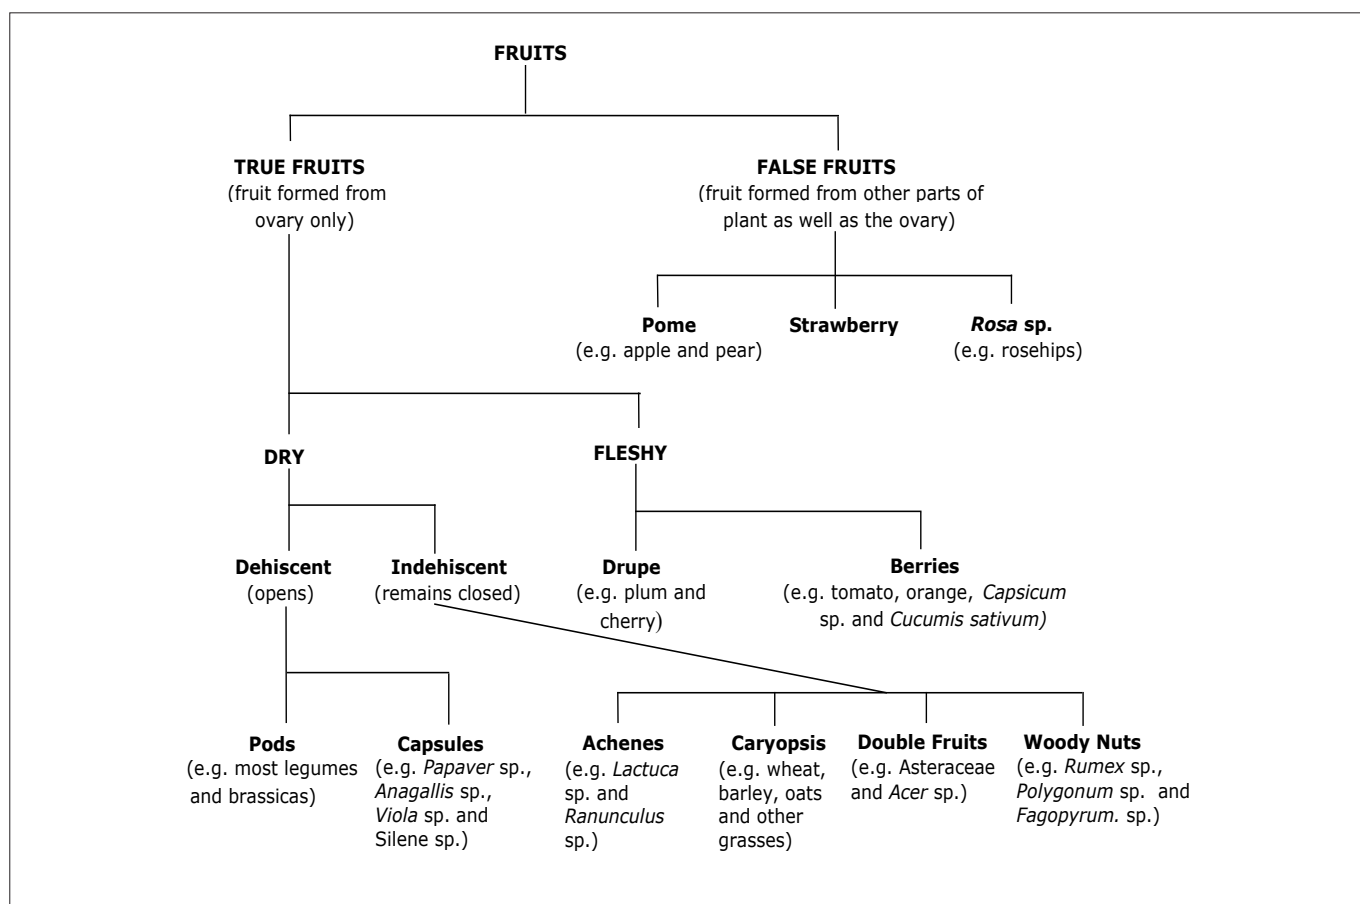 FRUITS
TRUE FRUITS
(fruit formed from
ovary only)
FALSE FRUITS
(fruit formed from other parts of
plant as well as the ovary)
Pome
(e.g. apple and pear)
Strawberry
Rosa sp.
(e.g. rosehips)
DRY
FLESHY
Dehiscent
(opens)
Indehiscent
(remains closed)
Drupe
(e.g. plum and
cherry)
Berries
(e.g. tomato, orange, Capsicum
sp. and Cucumis sativum)
Pods
(e.g. most legumes
and brassicas)
Capsules
(e.g. Papaver sp.,
Anagallis sp.,
Viola sp. and
Silene sp.)
Achenes
(e.g. Lactuca
sp. and
Ranunculus
sp.)
Caryopsis
(e.g. wheat,
barley, oats
and other
grasses)
Double Fruits
(e.g. Asteraceae
and Acer sp.)
Woody Nuts
(e.g. Rumex sp.,
Polygonum sp. and
Fagopyrum. sp.)